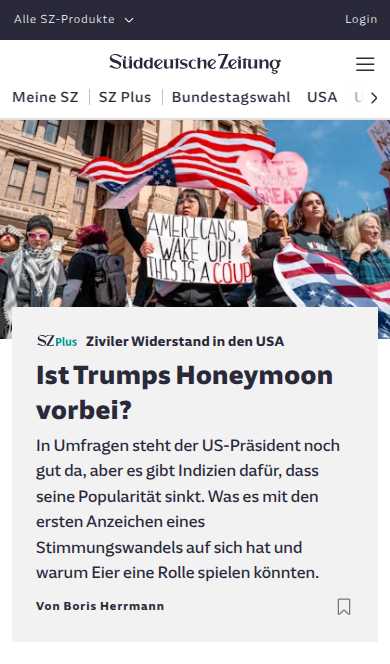 Alle SZ-Produkte
Login
Süddeutsche Zeitung
Meine SZ
SZ Plus
Bundestagswahl
USA
AMERICANS,
WAKE UP!
THIS IS A COUP
SZ Plus Ziviler Widerstand in den USA
Ist Trumps Honeymoon
vorbei?
In Umfragen steht der US-Präsident noch
gut da, aber es gibt Indizien dafür, dass
seine Popularität sinkt. Was es mit den
ersten Anzeichen eines
Stimmungswandels auf sich hat und
warum Eier eine Rolle spielen könnten.
Von Boris Herrmann